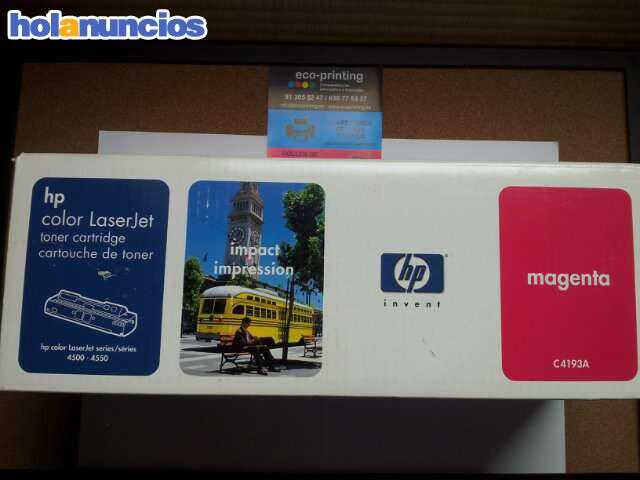 holanuncios
eco-printing
hp
color LaserJet
toner cartridge
cartouche de toner
hp color LaserJet series/séries
4500 - 4550
impact
impression
hp
invent
magenta
C4193A